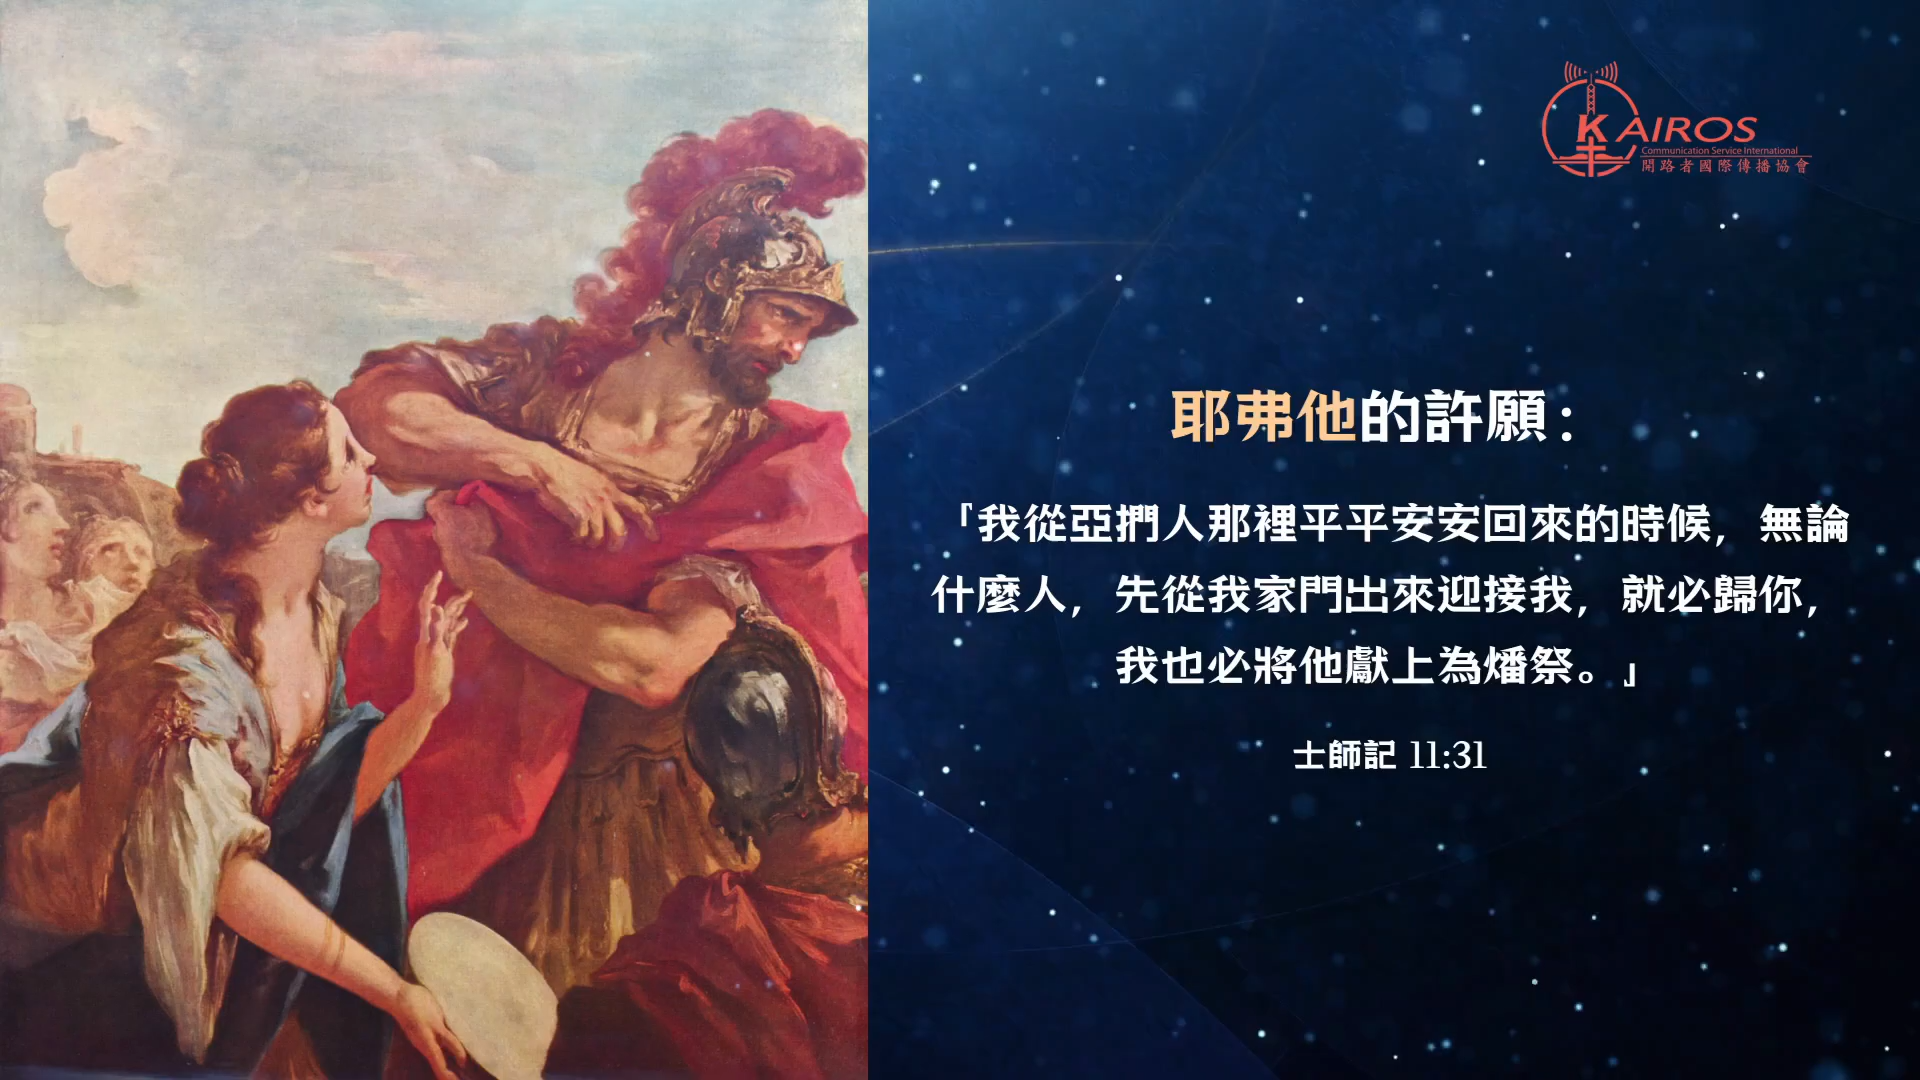 KAIROS
Communication Service International
開路者國際傳播協會
耶弗他的許願：
「我從亞捫人那裡平平安安回來的時候，無論
什麼人，先從我家門出來迎接我，就必歸你，
我也必將他獻上為燔祭。」
士師記 11:31